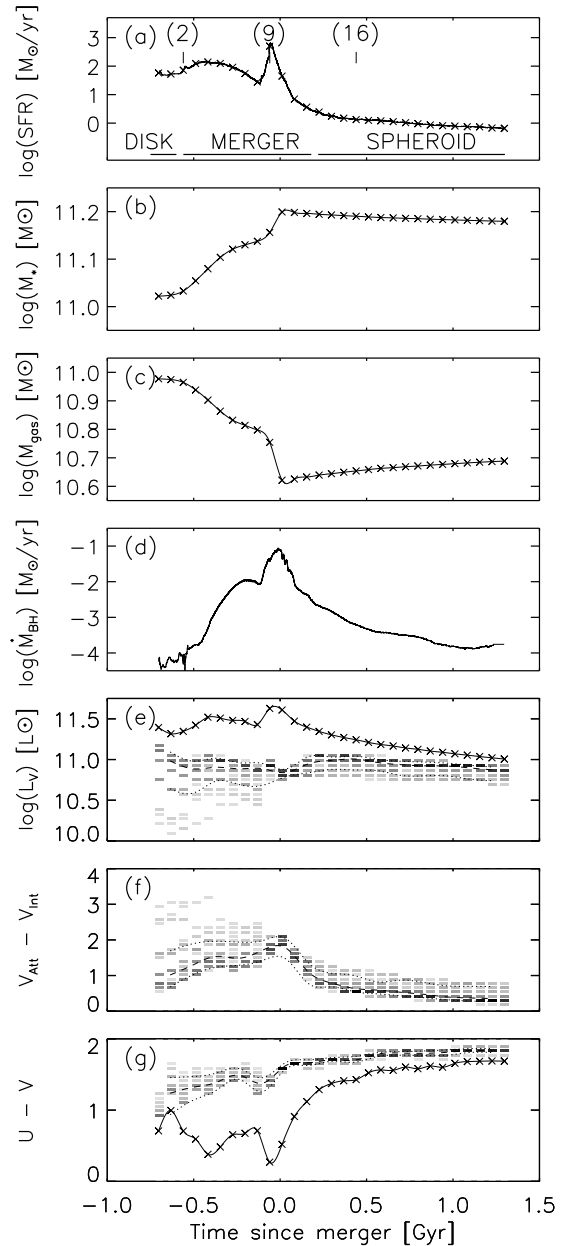 (a) (2) (9) (16)
log(SFR) [M⊙/yr]
3
2
1
0
DISK MERGER SPHEROID
(b)
log(M*) [M⊙]
11.2
11.1
11.0
(c)
log(Mgas) [M⊙]
11.0
10.9
10.8
10.7
10.6
(d)
log(ṀBH) [M⊙/yr]
-1
-2
-3
-4
(e)
log(LV) [L⊙]
11.5
11.0
10.5
10.0
(f)
VAtt - VInt
4
3
2
1
0
(g)
U - V
2
1
0
-1.0 -0.5 0.0 0.5 1.0 1.5
Time since merger [Gyr]